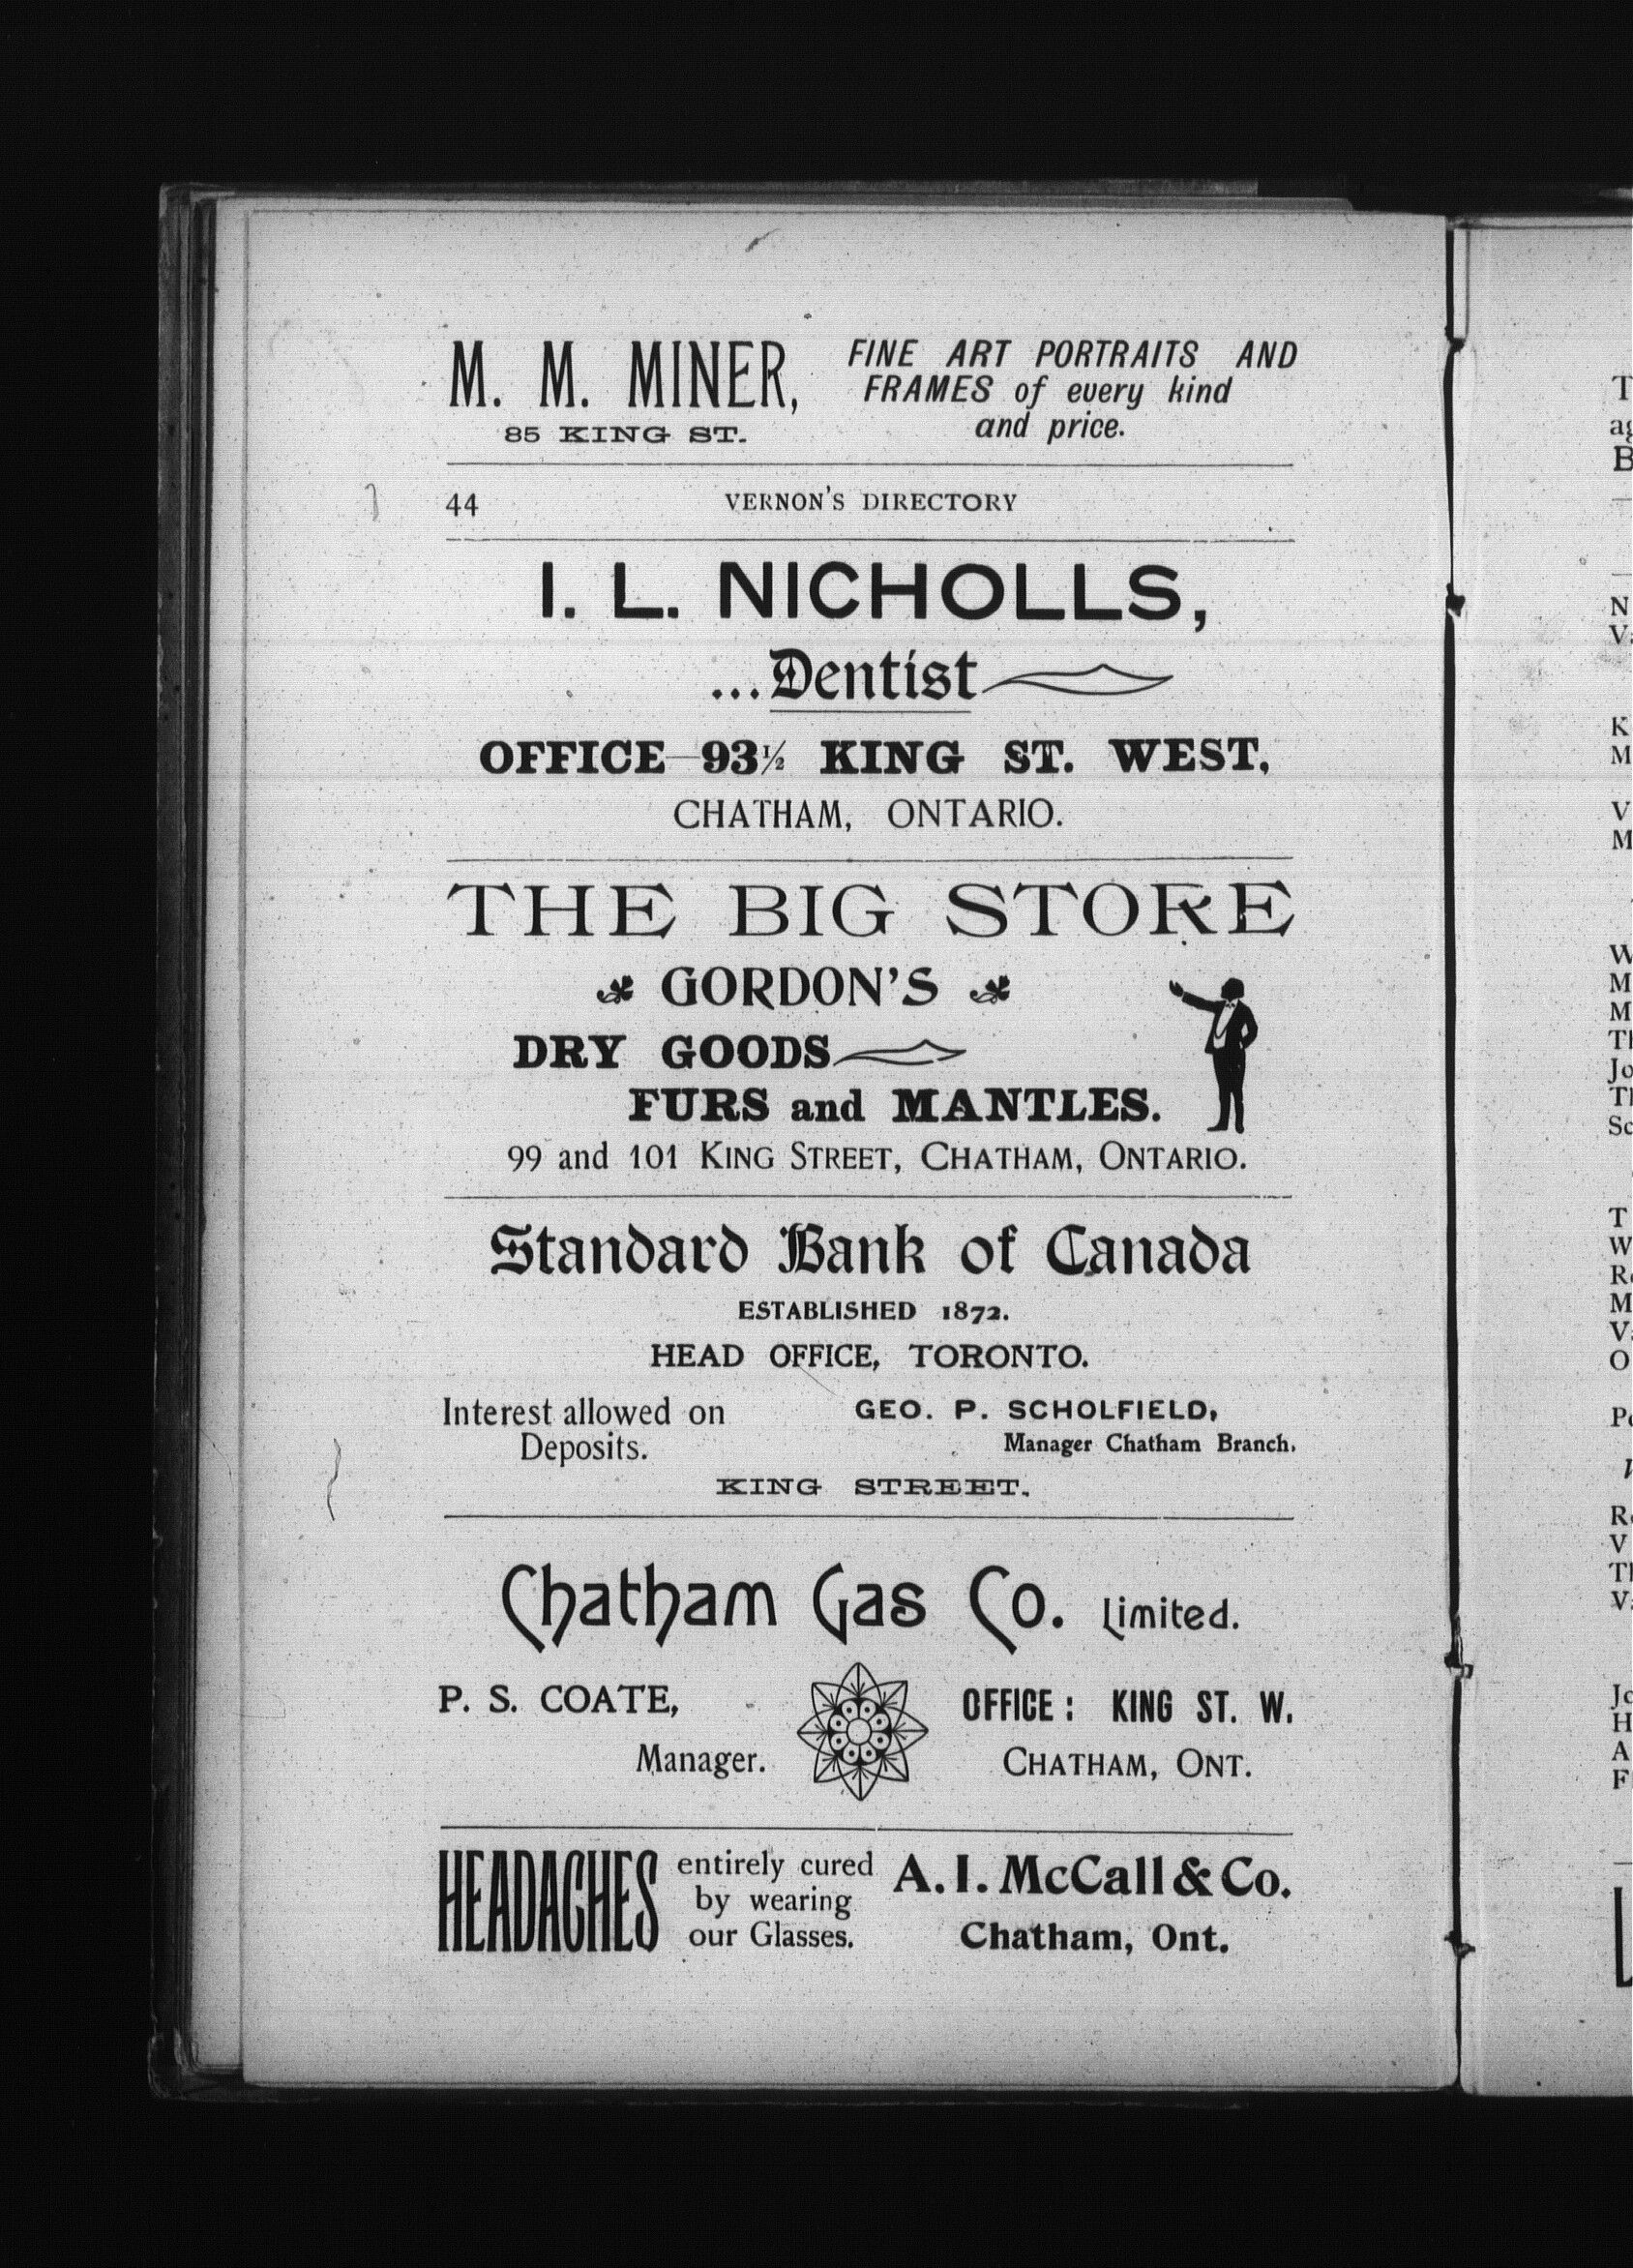 M. M. MINER,
85 KING ST.
FINE ART PORTRAITS AND
FRAMES of every kind
and price.
44 VERNON'S DIRECTORY
I. L. NICHOLLS,
...Dentist
OFFICE—93½ KING ST. WEST,
CHATHAM, ONTARIO.
THE BIG STORE
GORDON'S
DRY GOODS
FURS and MANTLES.
99 and 101 KING STREET, CHATHAM, ONTARIO.
Standard Bank of Canada
ESTABLISHED 1872.
HEAD OFFICE, TORONTO.
Interest allowed on
Deposits.
GEO. P. SCHOLFIELD,
Manager Chatham Branch.
KING STREET.
Chatham Gas Co. Limited.
P. S. COATE,
Manager.
OFFICE: KING ST. W.
CHATHAM, ONT.
HEADACHES
entirely cured
by wearing
our Glasses.
A. I. McCall & Co.
Chatham, Ont.